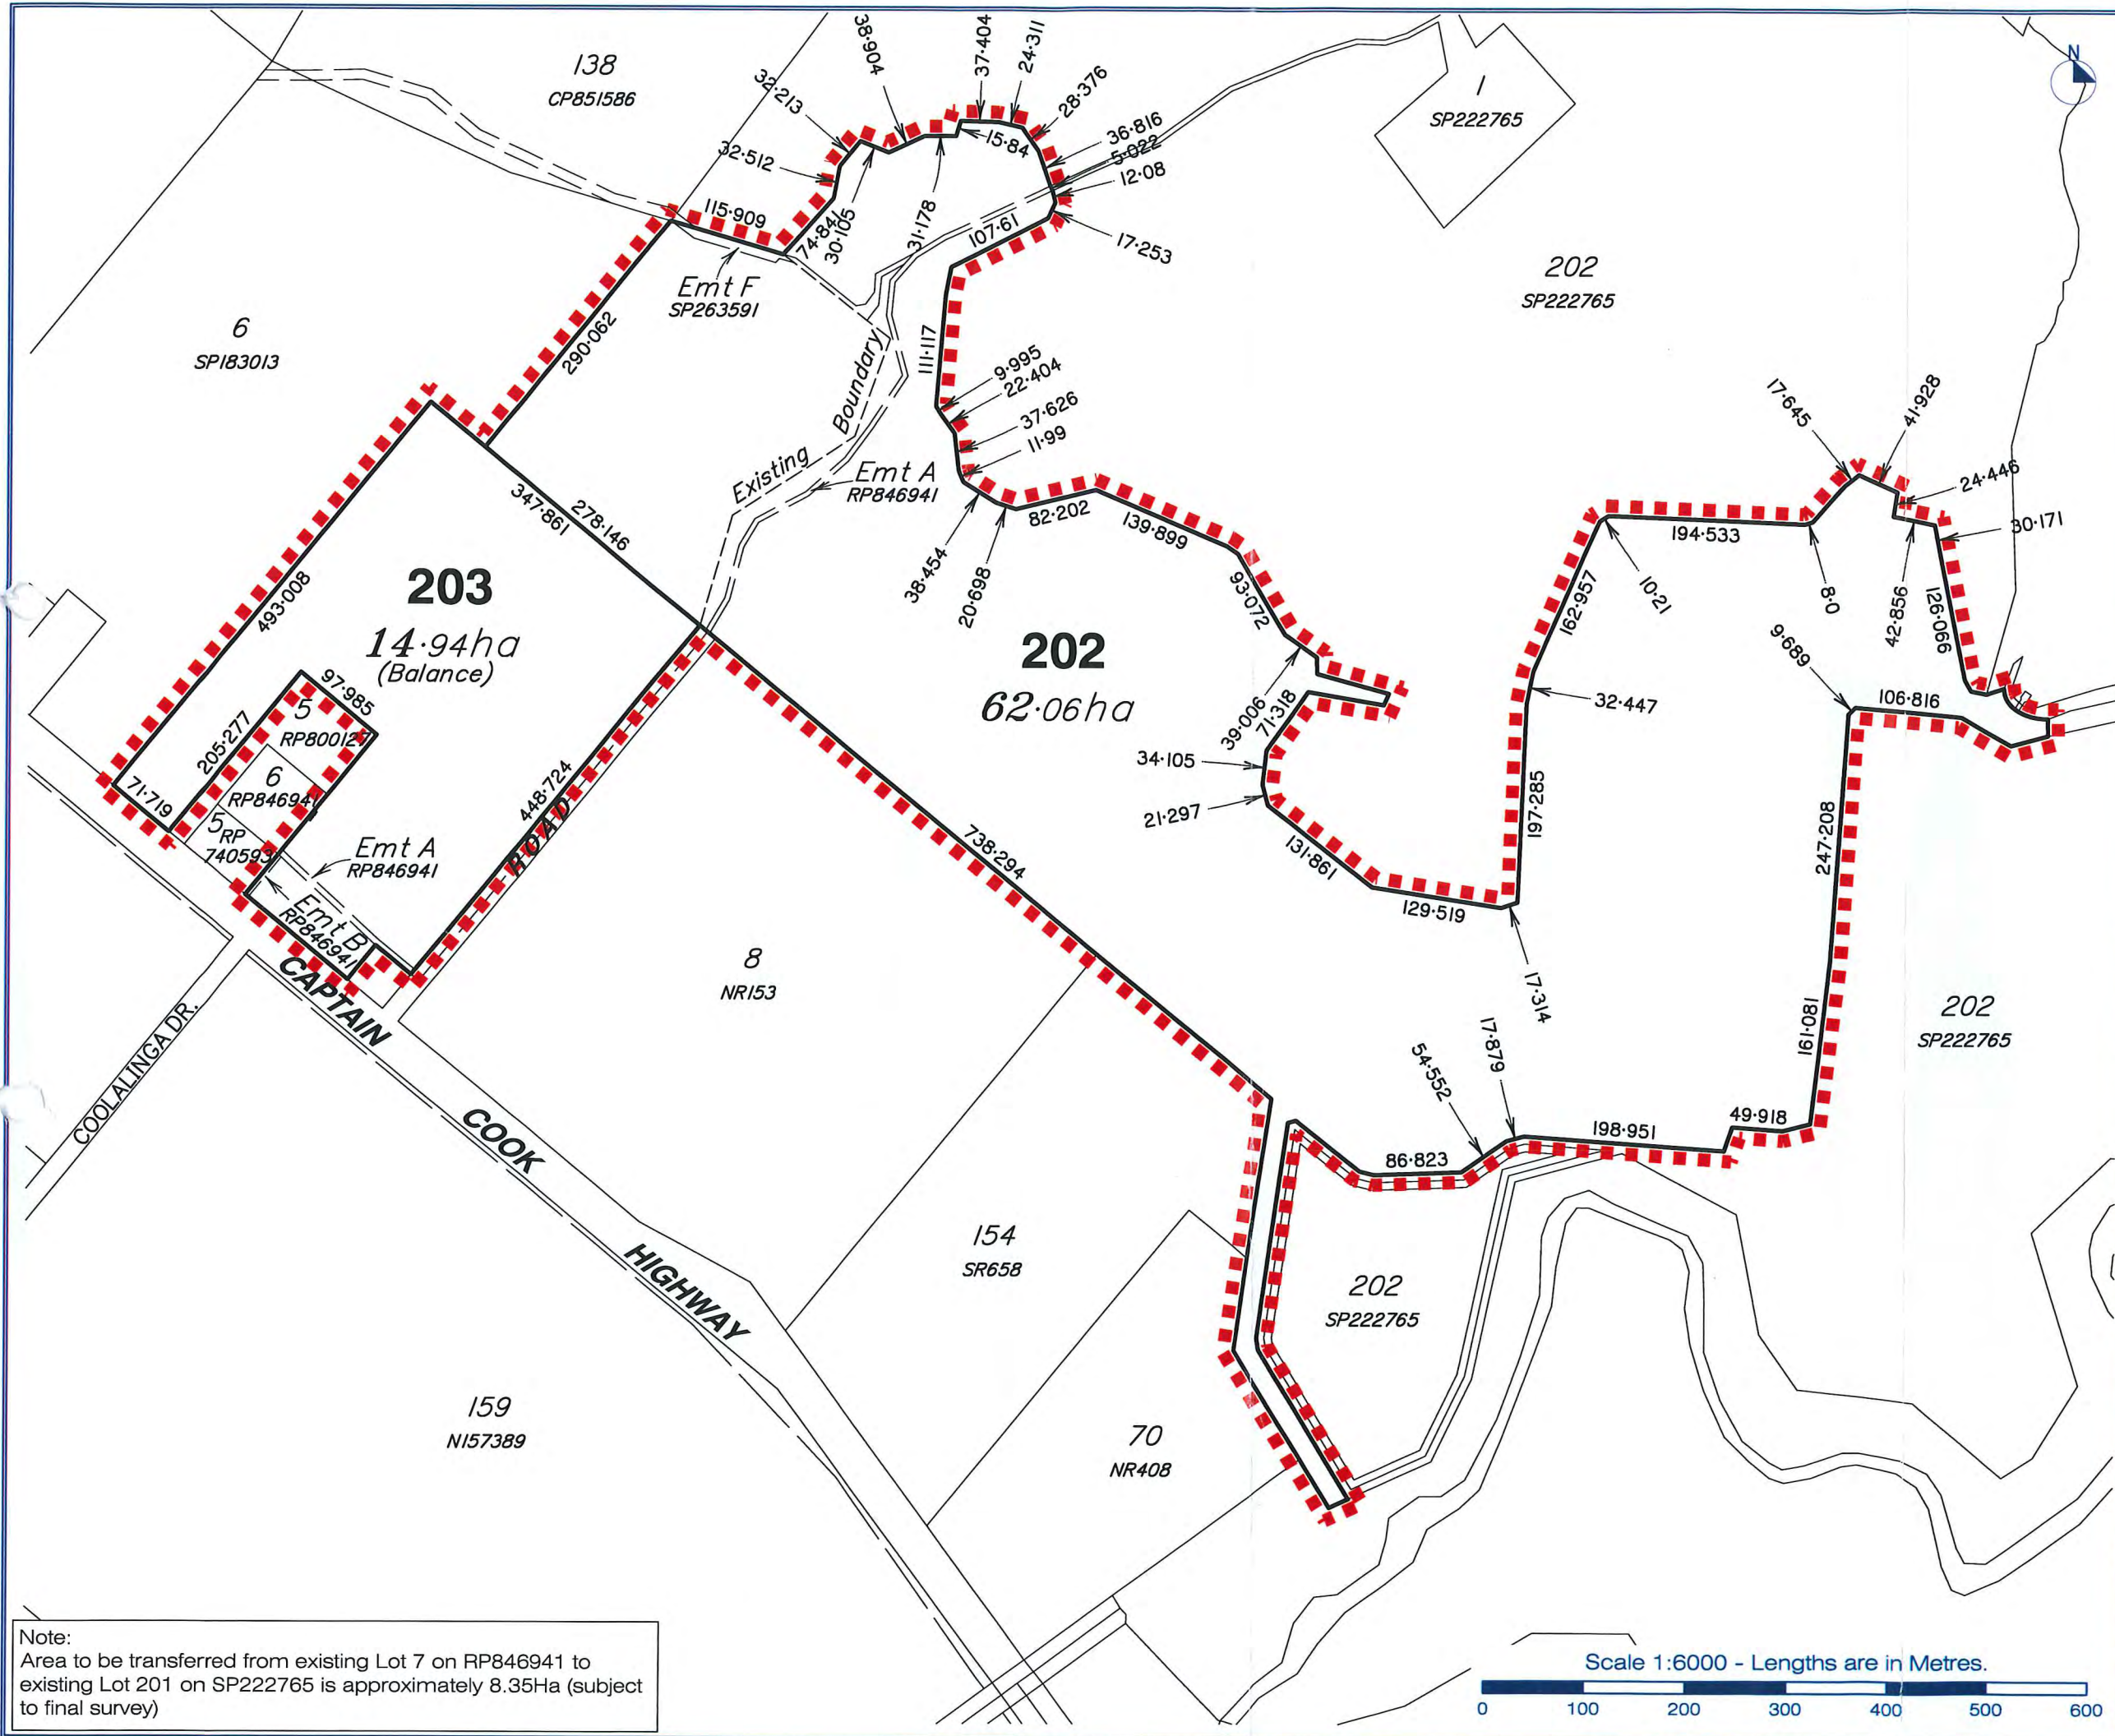 N
138
CP851586
38·904
37·404
24·311
28·376
32·213
36·816
5·022
12·08
32·512
15·84
1
SP222765
115·909
74·841
30·105
31·178
107·61
17·253
Emt F
SP263591
202
SP222765
6
SP183013
290·062
111·117
Existing Boundary
9·995
22·404
37·626
11·99
Emt A
RP846941
17·645
41·928
24·446
30·171
347·861
278·146
38·454
20·698
82·202
139·899
93·072
194·533
10·21
8·0
42·856
126·066
162·957
493·008
203
14·94ha
(Balance)
202
62·06ha
39·006
71·318
34·105
21·297
32·447
9·689
106·816
97·985
5
RP800127
205·277
6
RP846941
5
RP
740593
71·719
448·724
ROAD
738·294
131·861
129·519
197·285
247·208
Emt A
RP846941
Emt B
RP846941
17·314
8
NR153
161·081
202
SP222765
CAPTAIN
COOK
HIGHWAY
COOLALINGA DR.
54·552
17·879
86·823
198·951
49·918
154
SR658
202
SP222765
159
N157389
70
NR408
Note:
Area to be transferred from existing Lot 7 on RP846941 to
existing Lot 201 on SP222765 is approximately 8.35Ha (subject
to final survey)
Scale 1:6000 - Lengths are in Metres.
0 100 200 300 400 500 600